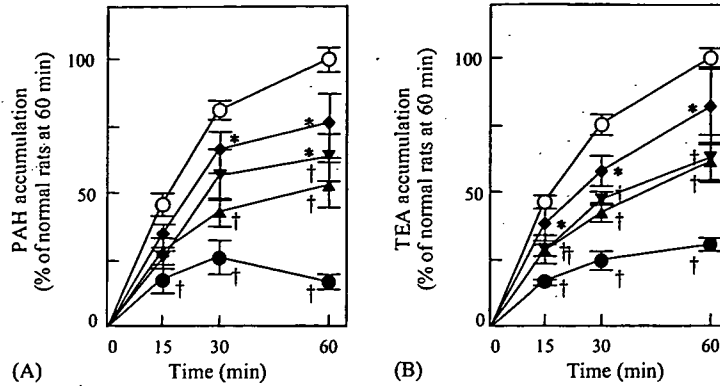 PAH accumulation
(% of normal rats at 60 min)
100
50
0
0 15 30 60
Time (min)
(A)
* * * † † † † †
TEA accumulation
(% of normal rats at 60 min)
100
50
0
0 15 30 60
Time (min)
(B)
* * * † † † † † † † †